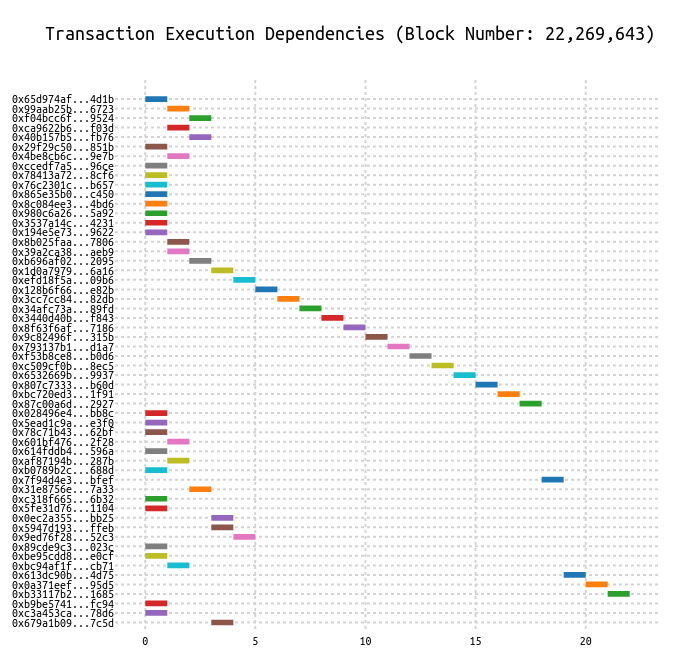 Transaction Execution Dependencies (Block Number: 22,269,643)
0x65d974af...4d1b
0x99aab25b...6723
0xf04bcc6f...9524
0xca9622b6...f03d
0x40b157b5...fb76
0x29f29c50...851b
0x4be8cb6c...9e7b
0xccedf7a5...96ce
0x78413a72...8cf6
0x76c2301c...b657
0x865e35b0...c450
0x8c084ee3...4bd6
0x980c6a26...5a92
0x3537a14c...4231
0x194e5e73...9622
0x8b025faa...7806
0x39a2ca38...aeb9
0xb696af02...2095
0x1d0a7979...6a16
0xefd18f5a...09b6
0x128b6f66...e82b
0x3cc7cc84...82db
0x34afc73a...89fd
0x3440d40b...f843
0x8f63f6af...7186
0x9c82496f...315b
0x793137b1...d1a7
0xf53b8ce8...b0d6
0xc509cf0b...8ec5
0x6532669b...9937
0x807c7333...b60d
0xbc720ed3...1f91
0x87c00a6d...2927
0x028496e4...bb8c
0x5ead1c9a...e3f0
0x78c71b43...62bf
0x601bf476...2f28
0x614fddb4...596a
0xaf87194b...287b
0xb0789b2c...688d
0x7f94d4e3...bfef
0x31e8756e...7a33
0xc318f665...6b32
0x5fe31d76...1104
0x0ec2a355...bb25
0x5947d193...ffeb
0x9ed76f28...52c3
0x89cde9c3...023c
0xbe95cdd8...e0cf
0xbc94af1f...cb71
0x613dc90b...4d75
0x0a371eef...95d5
0xb33117b2...1685
0xb9be5741...fc94
0xc3a453ca...78d6
0x679a1b09...7c5d
0 5 10 15 20